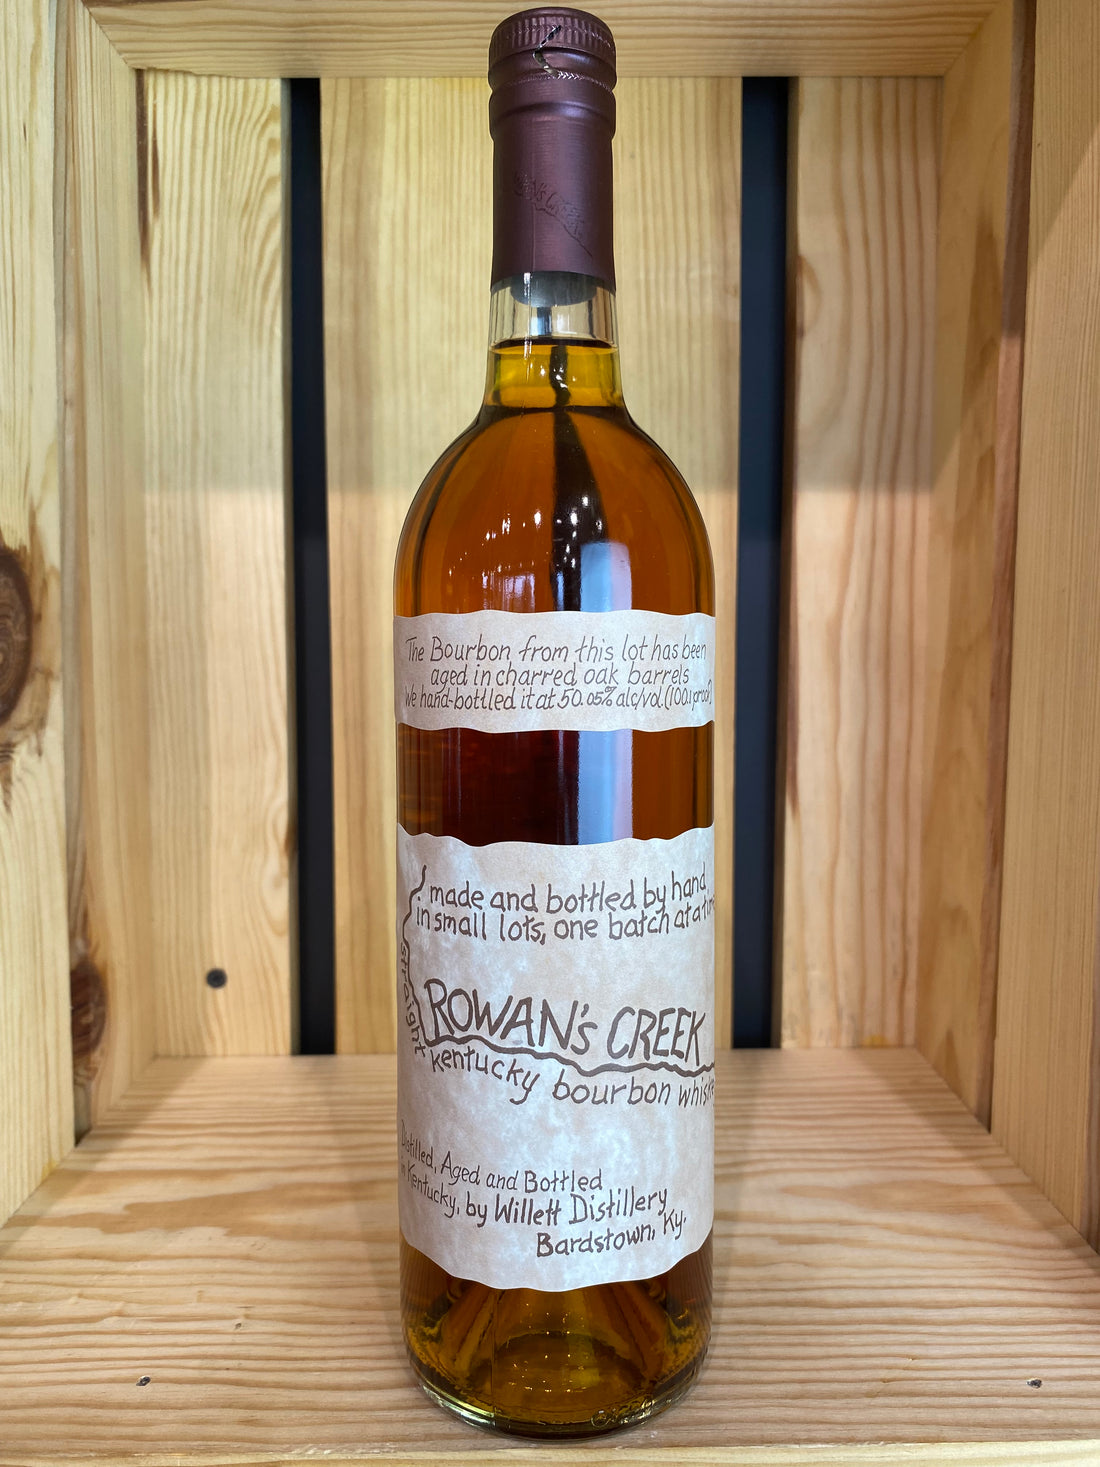 The Bourbon from this lot has been
aged in charred oak barrels
we hand-bottled it at 50.05% alc/vol. (100.1 proof)
made and bottled by hand
in small lots, one batch at a
straight
ROWAN'S CREEK
kentucky bourbon
Distilled, Aged and Bottled
in Kentucky, by Willett Distillery
Bardstown, Ky.